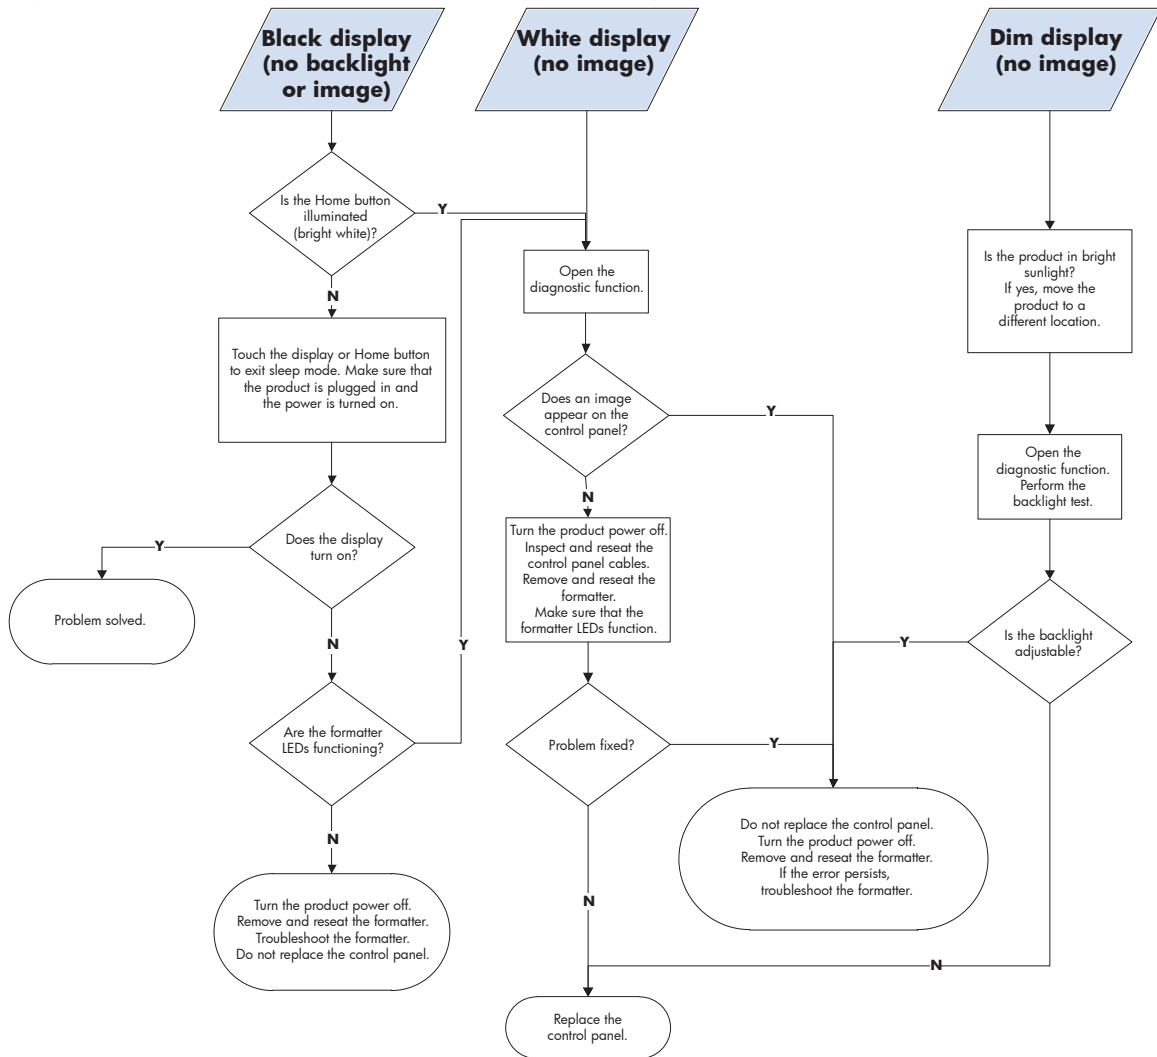 Black display
(no backlight
or image)
White display
(no image)
Dim display
(no image)
Is the Home button
illuminated
(bright white)?
Y
N
Touch the display or Home button
to exit sleep mode. Make sure that
the product is plugged in and
the power is turned on.
Does the display
turn on?
Y
Problem solved.
N
Are the formatter
LEDs functioning?
Y
N
Turn the product power off.
Remove and reseat the formatter.
Troubleshoot the formatter.
Do not replace the control panel.
Open the
diagnostic function.
Does an image
appear on the
control panel?
Y
N
Turn the product power off.
Inspect and reseat the
control panel cables.
Remove and reseat the
formatter.
Make sure that the
formatter LEDs function.
Problem fixed?
Y
N
Replace the
control panel.
Is the product in bright
sunlight?
If yes, move the
product to a
different location.
Open the
diagnostic function.
Perform the
backlight test.
Is the backlight
adjustable?
Y
N
Do not replace the control panel.
Turn the product power off.
Remove and reseat the formatter.
If the error persists,
troubleshoot the formatter.